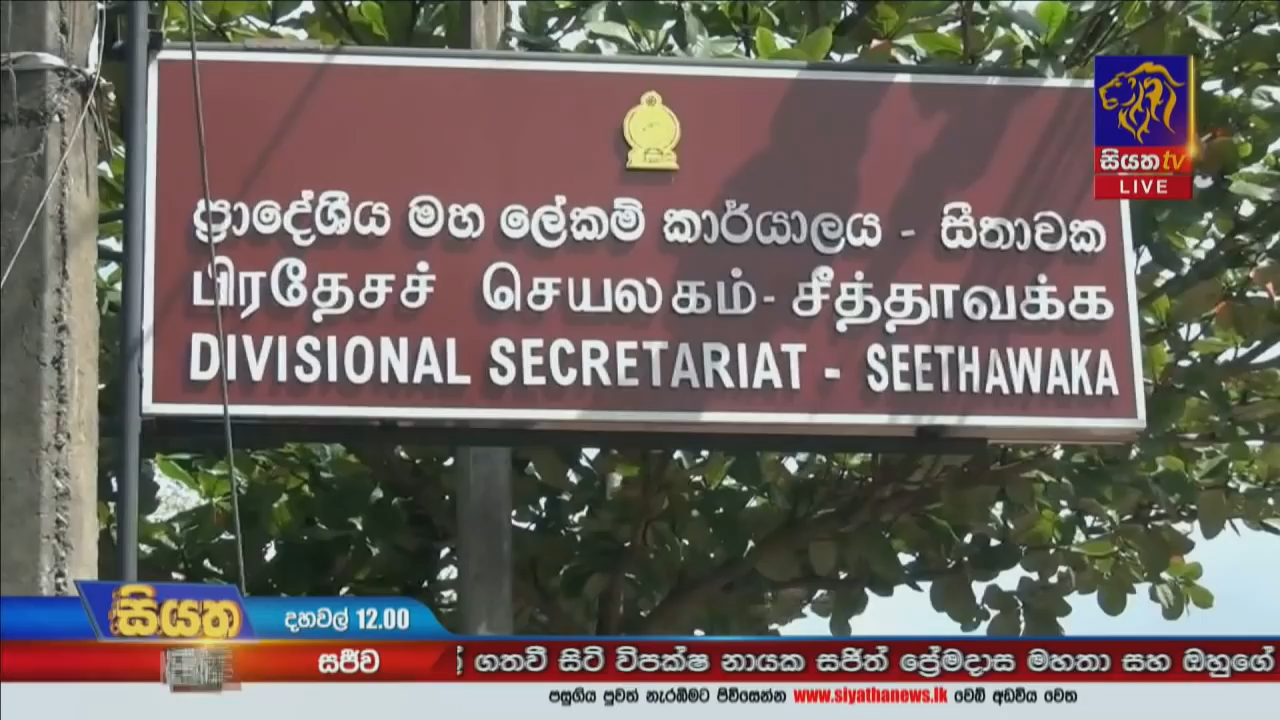 සියත tv
LIVE
ප්‍රාදේශීය මහ ලේකම් කාර්යාලය - සීතාවක
பிரதேசச் செயலகம் - சீத்தாவக்க
DIVISIONAL SECRETARIAT - SEETHAWAKA
සියත
දහවල් 12.00
සජීව
ගතවී සිටි විපක්ෂ නායක සජිත් ප්‍රේමදාස මහතා සහ ඔහුගේ
පසුගිය පුවත් නැරඹීමට පිවිසෙන්න www.siyathanews.lk වෙබ් අඩවිය වෙත